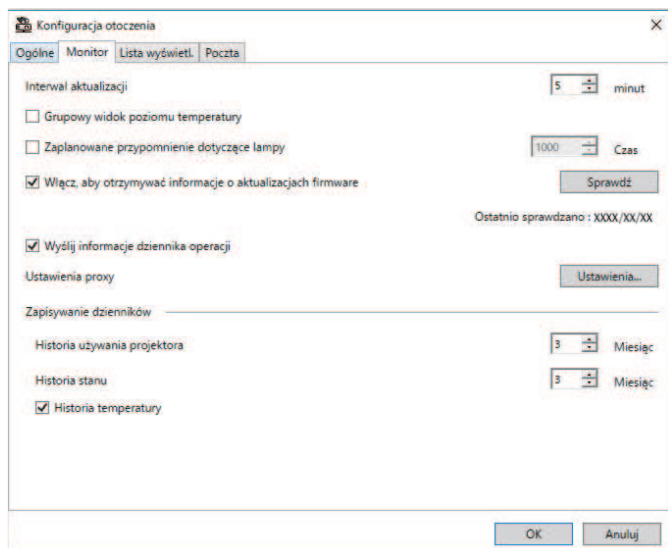 Konfiguracja otoczenia
Ogólne Monitor Lista wyświetl. Poczta
Interwał aktualizacji 5 minut
Grupowy widok poziomu temperatury
Zaplanowane przypomnienie dotyczące lampy 1000 Czas
Włącz, aby otrzymywać informacje o aktualizacjach firmware Sprawdź
Ostatnio sprawdzano : XXXX/XX/XX
Wyślij informacje dziennika operacji
Ustawienia proxy Ustawienia...
Zapisywanie dzienników
Historia używania projektora 3 Miesiąc
Historia stanu 3 Miesiąc
Historia temperatury
OK Anuluj